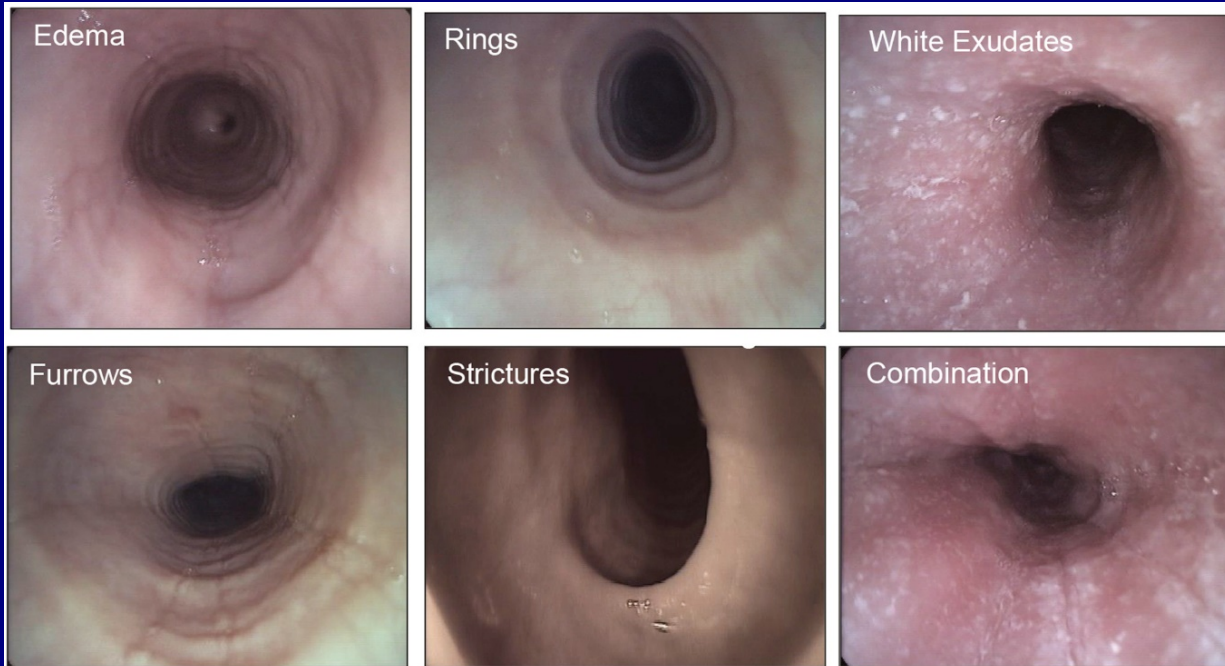 Edema
Rings
White Exudates
Furrows
Strictures
Combination